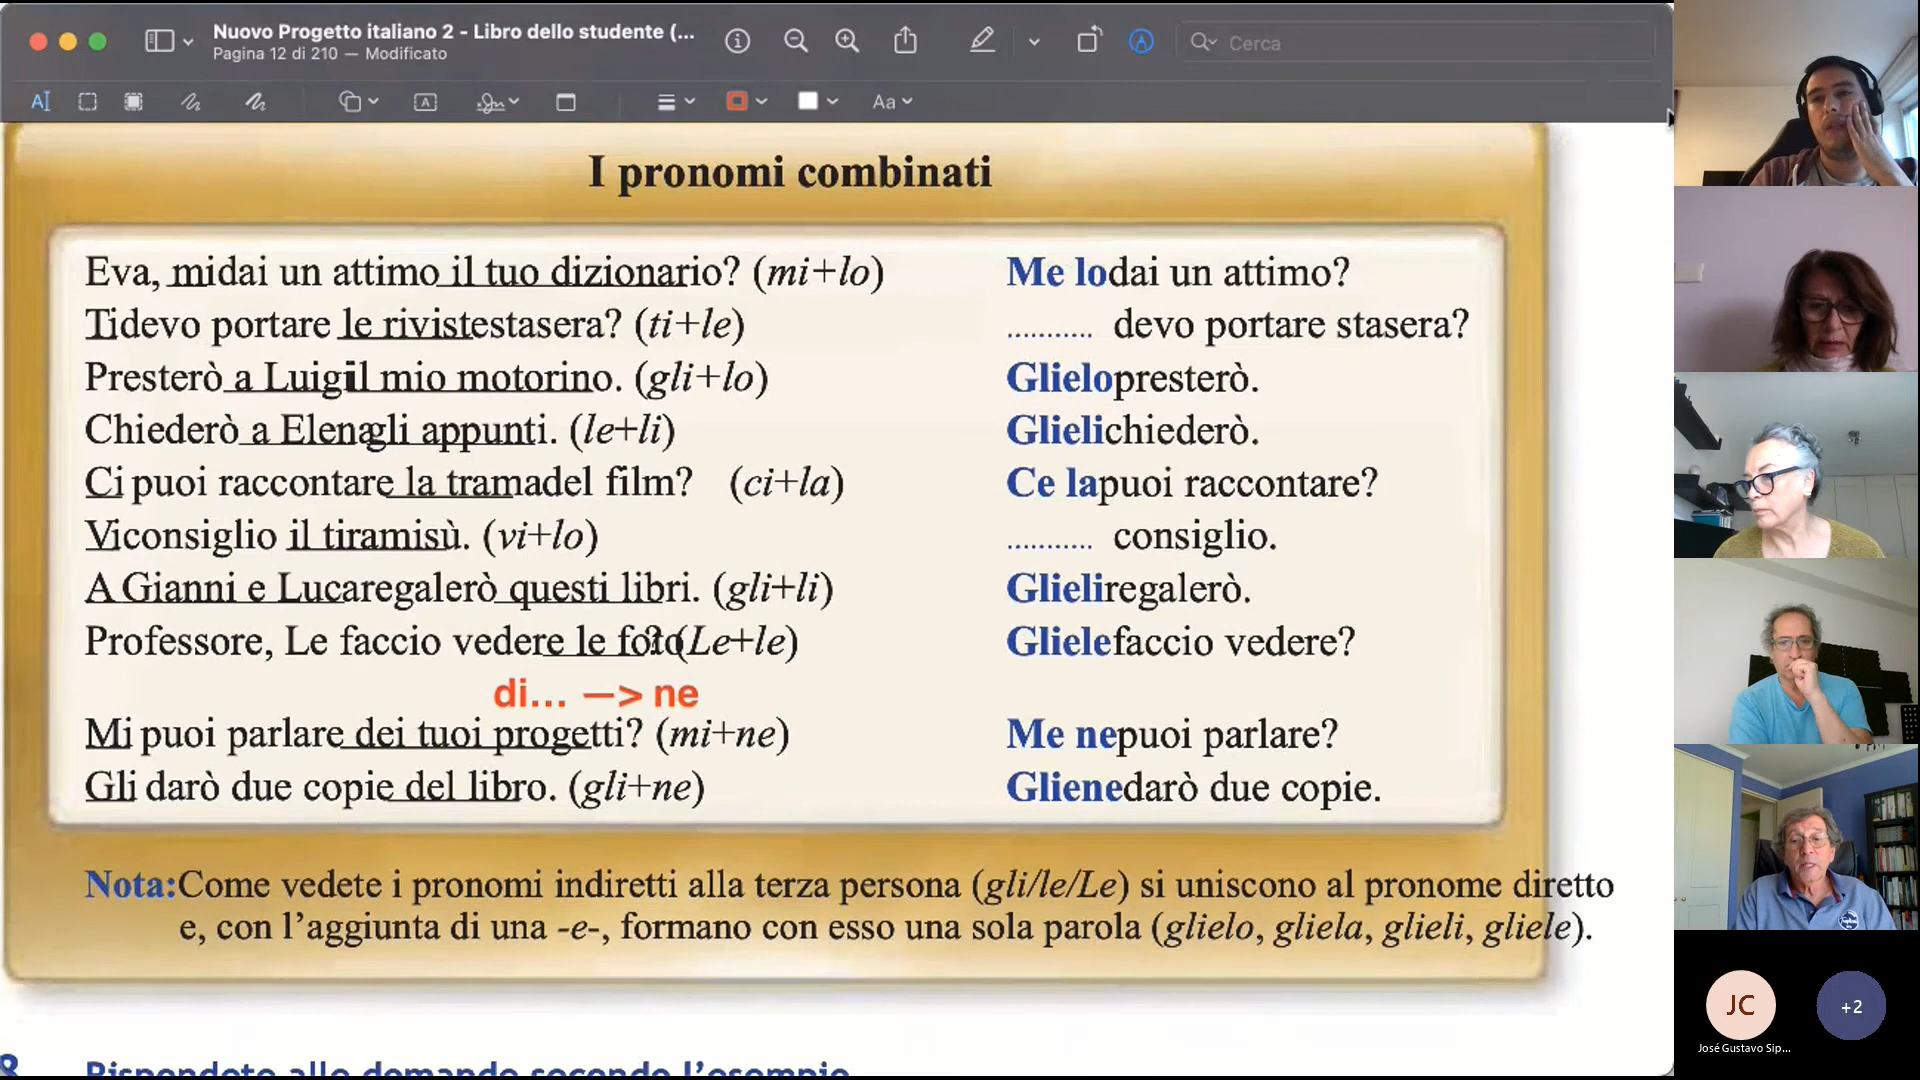 Nuovo Progetto italiano 2 - Libro dello studente (...
Pagina 12 di 210 — Modificato
Cerca
A
A
Aa
I pronomi combinati
Eva, midai un attimo il tuo dizionario? (mi+lo) Me lodai un attimo?
Tidevo portare le rivistestasera? (ti+le) ........... devo portare stasera?
Presterò a Luigiil mio motorino. (gli+lo) Glielopresterò.
Chiederò a Elenagli appunti. (le+li) Glielichiederò.
Ci puoi raccontare la tramadel film? (ci+la) Ce lapuoi raccontare?
Viconsiglio il tiramisù. (vi+lo) ........... consiglio.
A Gianni e Lucaregalerò questi libri. (gli+li) Glieliregalerò.
Professore, Le faccio vedere le foto? (Le+le) Glielefaccio vedere?
di... —> ne
Mi puoi parlare dei tuoi progetti? (mi+ne) Me nepuoi parlare?
Gli darò due copie del libro. (gli+ne) Glienedarò due copie.
Nota:Come vedete i pronomi indiretti alla terza persona (gli/le/Le) si uniscono al pronome diretto
e, con l’aggiunta di una -e-, formano con esso una sola parola (glielo, gliela, glieli, gliele).
8 Rispondete alle domande secondo l’esempio
JC
+2
José Gustavo Sip...